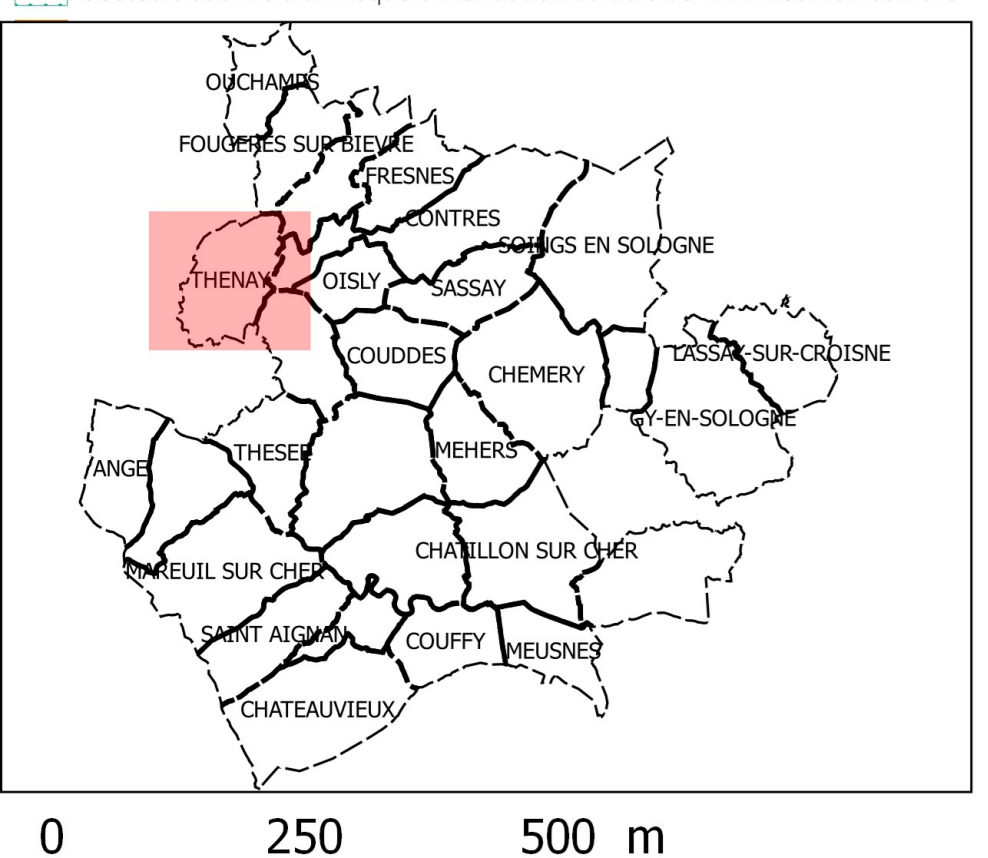 OUCHAMPS
FOUGERES SUR BIEVRE
FRESNES
CONTRES
SOINGS EN SOLOGNE
THENAY
OISLY
SASSAY
COUDDES
LASSAY-SUR-CROISNE
CHEMERY
GY-EN-SOLOGNE
THESEE
MEHERS
ANGE
CHATILLON SUR CHER
MAREUIL SUR CHER
SAINT AIGNAN
COUFFY
MEUSNES
CHATEAUVIEUX
0 250 500 m